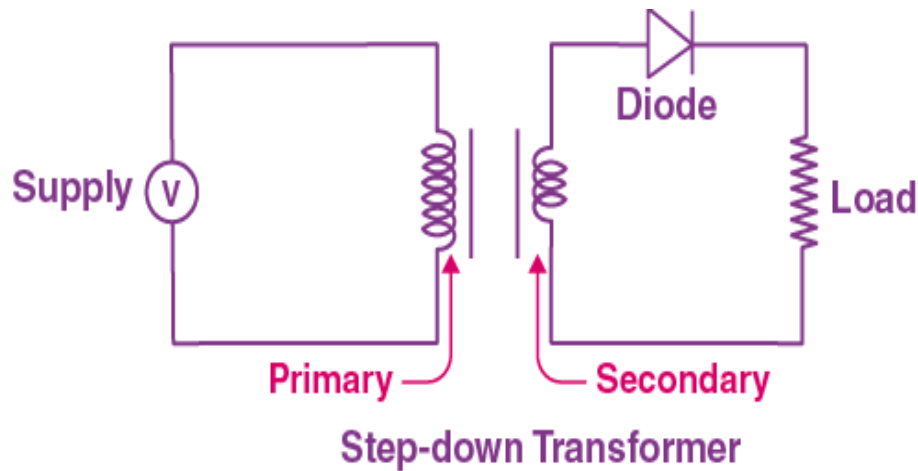 Diode
Supply V
Load
Primary
Secondary
Step-down Transformer